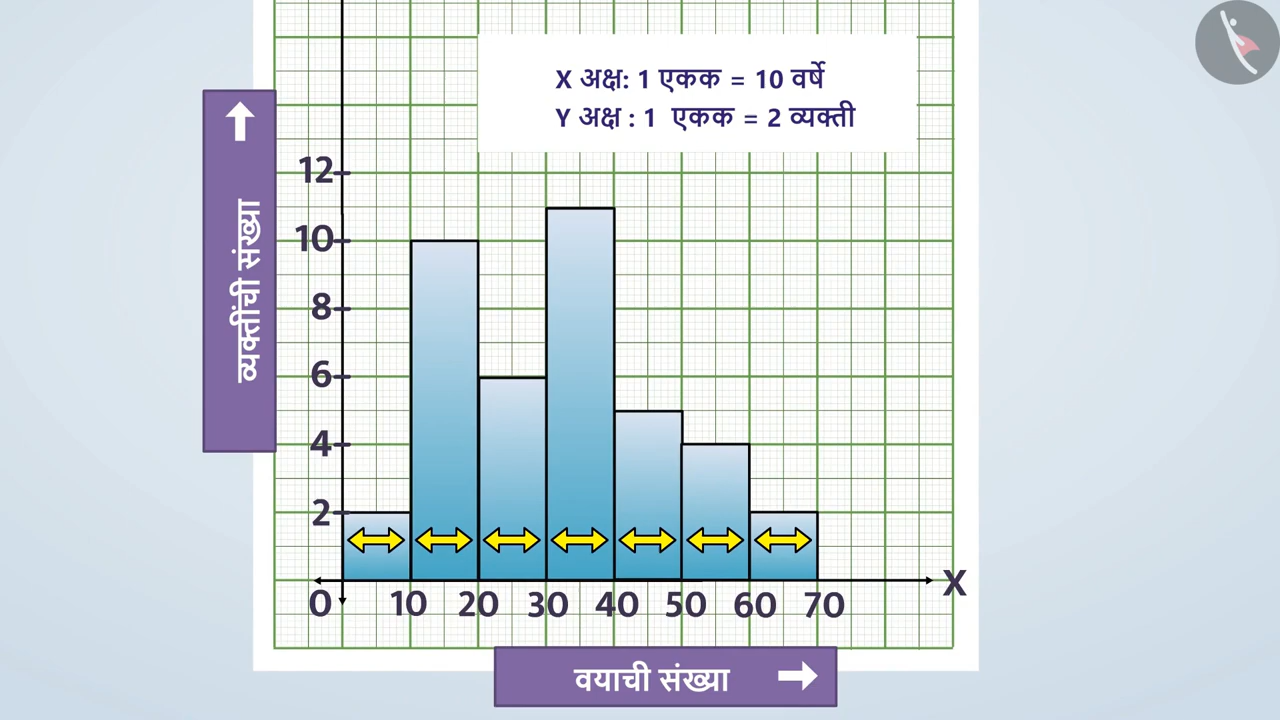 X अक्ष: 1 एकक = 10 वर्षे
Y अक्ष : 1 एकक = 2 व्यक्ती
व्यक्तींची संख्या
12
10
8
6
4
2
0 10 20 30 40 50 60 70 X
वयाची संख्या